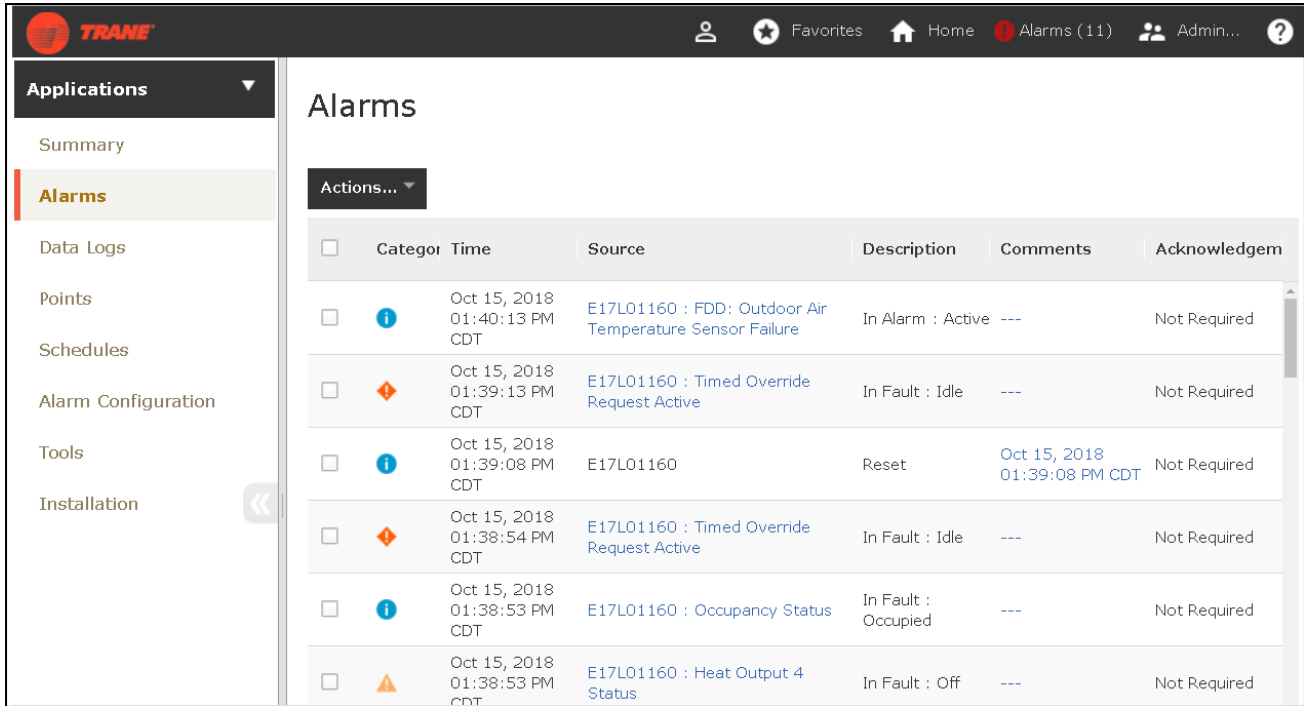 TRANE
Favorites
Home
Alarms (11)
Admin...
?
Applications
Summary
Alarms
Data Logs
Points
Schedules
Alarm Configuration
Tools
Installation
Alarms
Actions...
Categor Time Source Description Comments Acknowledgem
Oct 15, 2018
01:40:13 PM
CDT
E17L01160 : FDD: Outdoor Air
Temperature Sensor Failure
In Alarm : Active
---
Not Required
Oct 15, 2018
01:39:13 PM
CDT
E17L01160 : Timed Override
Request Active
In Fault : Idle
---
Not Required
Oct 15, 2018
01:39:08 PM
CDT
E17L01160
Reset
Oct 15, 2018
01:39:08 PM CDT
Not Required
Oct 15, 2018
01:38:54 PM
CDT
E17L01160 : Timed Override
Request Active
In Fault : Idle
---
Not Required
Oct 15, 2018
01:38:53 PM
CDT
E17L01160 : Occupancy Status
In Fault :
Occupied
---
Not Required
Oct 15, 2018
01:38:53 PM
CDT
E17L01160 : Heat Output 4
Status
In Fault : Off
---
Not Required